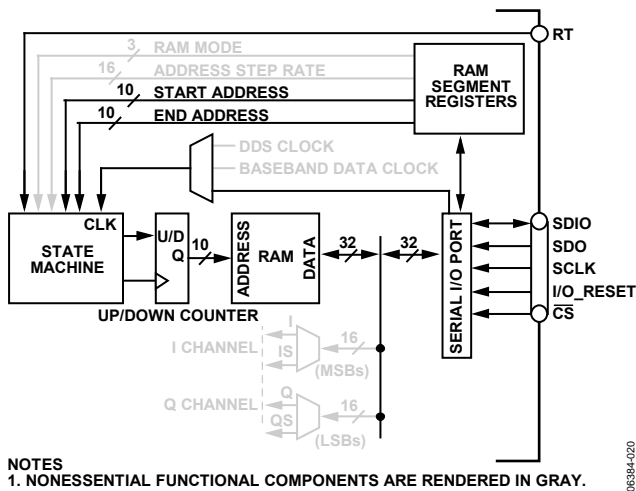 RT
3 RAM MODE
16 ADDRESS STEP RATE
10 START ADDRESS
10 END ADDRESS
RAM
SEGMENT
REGISTERS
DDS CLOCK
BASEBAND DATA CLOCK
CLK
STATE
MACHINE
U/D
Q
10
ADDRESS
RAM
DATA
32
32
SERIAL I/O PORT
SDIO
SDO
SCLK
I/O_RESET
CS
UP/DOWN COUNTER
I CHANNEL
I
IS
16
(MSBs)
Q CHANNEL
Q
QS
16
(LSBs)
NOTES
1. NONESSENTIAL FUNCTIONAL COMPONENTS ARE RENDERED IN GRAY.
06384-020